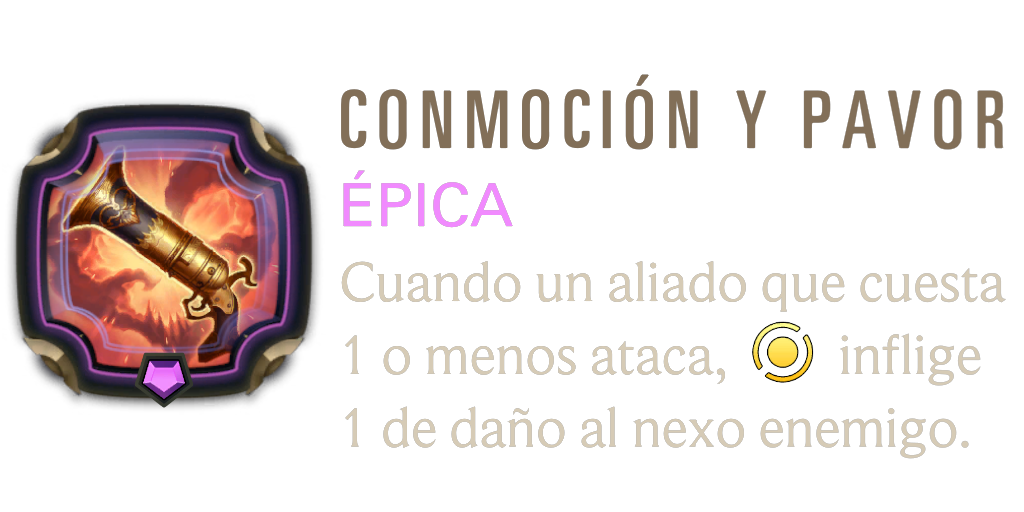 CONMOCIÓN Y PAVOR
ÉPICA
Cuando un aliado que cuesta
1 o menos ataca, inflige
1 de daño al nexo enemigo.